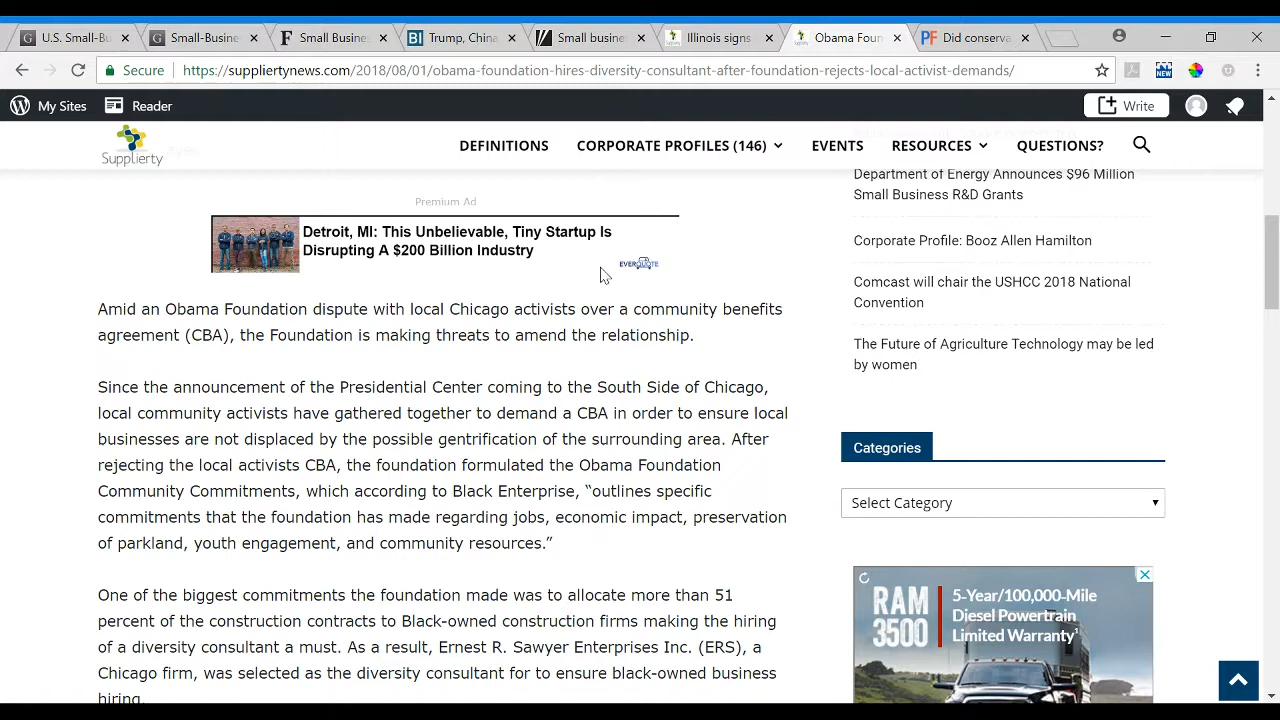 U.S. Small-Bu
Small-Busine
Small Busine
Trump, China
Small busine
Illinois signs
Obama Foun
Did conserva
Secure
https://suppliertynews.com/2018/08/01/obama-foundation-hires-diversity-consultant-after-foundation-rejects-local-activist-demands/
NEW
My Sites
Reader
Write
Supplierty
DEFINITIONS
CORPORATE PROFILES (146)
EVENTS
RESOURCES
QUESTIONS?
Premium Ad
Detroit, MI: This Unbelievable, Tiny Startup Is
Disrupting A $200 Billion Industry
EVERQUOTE
Amid an Obama Foundation dispute with local Chicago activists over a community benefits
agreement (CBA), the Foundation is making threats to amend the relationship.
Since the announcement of the Presidential Center coming to the South Side of Chicago,
local community activists have gathered together to demand a CBA in order to ensure local
businesses are not displaced by the possible gentrification of the surrounding area. After
rejecting the local activists CBA, the foundation formulated the Obama Foundation
Community Commitments, which according to Black Enterprise, “outlines specific
commitments that the foundation has made regarding jobs, economic impact, preservation
of parkland, youth engagement, and community resources.”
One of the biggest commitments the foundation made was to allocate more than 51
percent of the construction contracts to Black-owned construction firms making the hiring
of a diversity consultant a must. As a result, Ernest R. Sawyer Enterprises Inc. (ERS), a
Chicago firm, was selected as the diversity consultant for to ensure black-owned business
hiring.
Department of Energy Announces $96 Million
Small Business R&D Grants
Corporate Profile: Booz Allen Hamilton
Comcast will chair the USHCC 2018 National
Convention
The Future of Agriculture Technology may be led
by women
Categories
Select Category
RAM
3500
5-Year/100,000-Mile
Diesel Powertrain
Limited Warranty¹